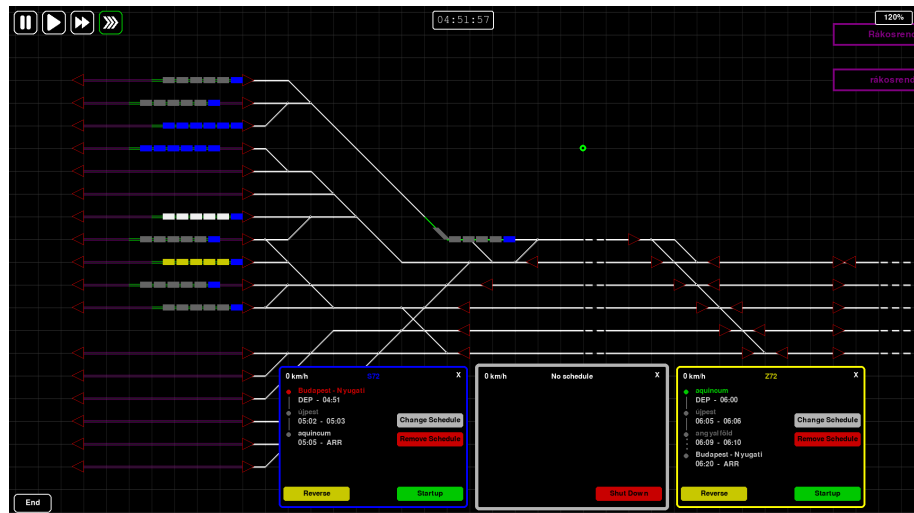 04:51:57
120%
Rákosrend
rákosrend
0 km/h
Z72
X
Budapest - Nyugati
DEP - 04:51
újpest
05:02 - 05:03
aquincum
05:05 - ARR
Change Schedule
Remove Schedule
Reverse
Startup
0 km/h
No schedule
X
Shut Down
0 km/h
Z72
X
aquincum
DEP - 06:00
újpest
06:05 - 06:06
angyalföld
06:09 - 06:10
Budapest - Nyugati
06:20 - ARR
Change Schedule
Remove Schedule
Reverse
Startup
End